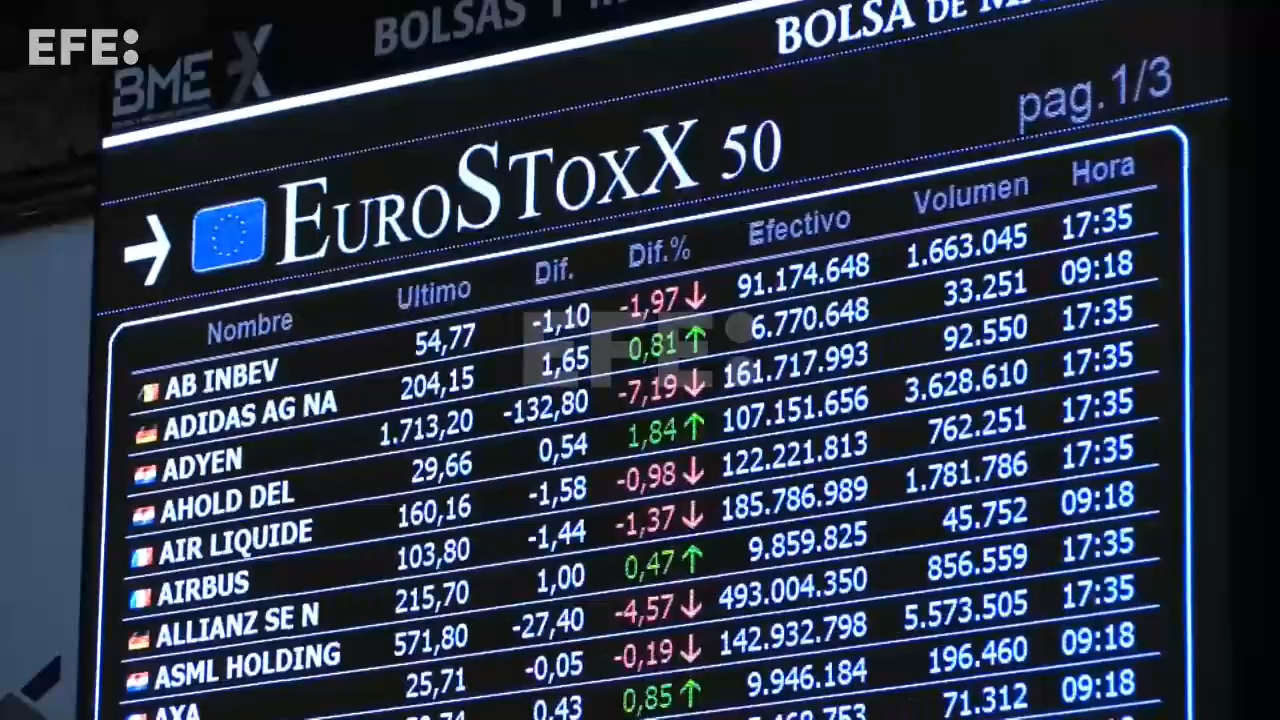 EFE:
BME X
BOLSAS Y
BOLSA DE
pag.1/3
EUROSTOXX 50
Nombre Ultimo Dif. Dif.% Efectivo Volumen Hora
AB INBEV 54,77 -1,10 -1,97↓ 91.174.648 1.663.045 17:35
ADIDAS AG NA 204,15 1,65 0,81↑ 6.770.648 33.251 09:18
ADYEN 1.713,20 -132,80 -7,19↓ 161.717.993 92.550 17:35
AHOLD DEL 29,66 0,54 1,84↑ 107.151.656 3.628.610 17:35
AIR LIQUIDE 160,16 -1,58 -0,98↓ 122.221.813 762.251 17:35
AIRBUS 103,80 -1,44 -1,37↓ 185.786.989 1.781.786 17:35
ALLIANZ SE N 215,70 1,00 0,47↑ 9.859.825 45.752 09:18
ASML HOLDING 571,80 -27,40 -4,57↓ 493.004.350 856.559 17:35
AXA 25,71 -0,05 -0,19↓ 142.932.798 5.573.505 17:35
0,43 0,85↑ 9.946.184 196.460 09:18
71.312 09:18
EFE: